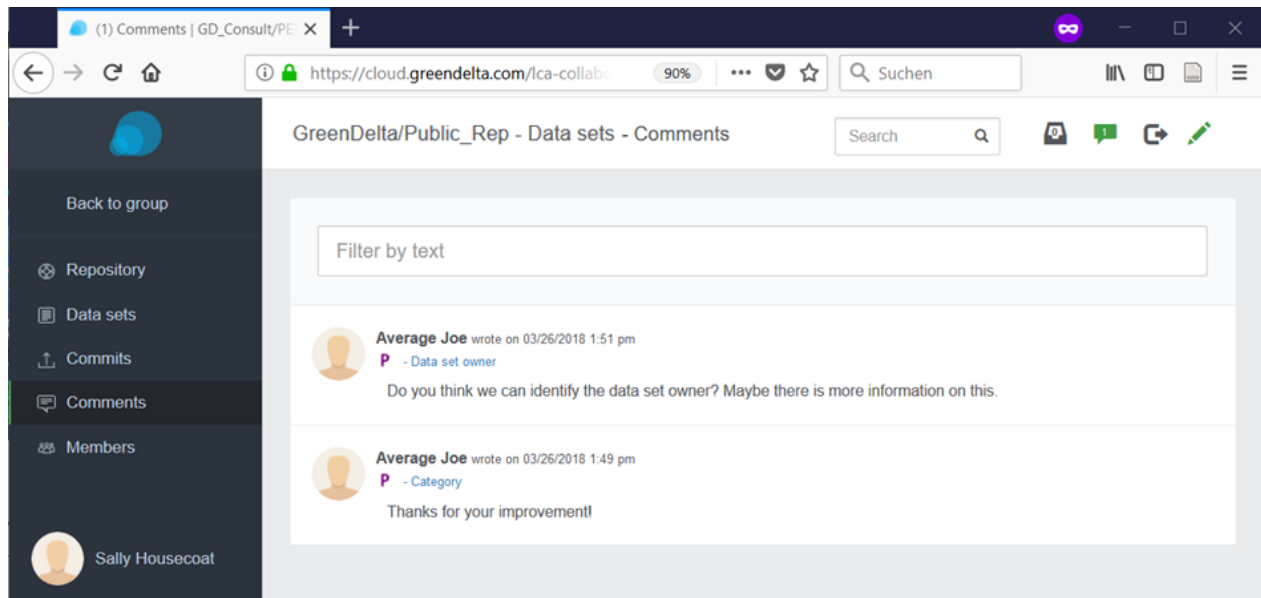 (1) Comments | GD_Consult/PE
https://cloud.greendelta.com/lca-collabo
90%
Suchen
GreenDelta/Public_Rep - Data sets - Comments
Search
0
1
Back to group
Repository
Data sets
Commits
Comments
Members
Sally Housecoat
Filter by text
Average Joe wrote on 03/26/2018 1:51 pm
P - Data set owner
Do you think we can identify the data set owner? Maybe there is more information on this.
Average Joe wrote on 03/26/2018 1:49 pm
P - Category
Thanks for your improvement!